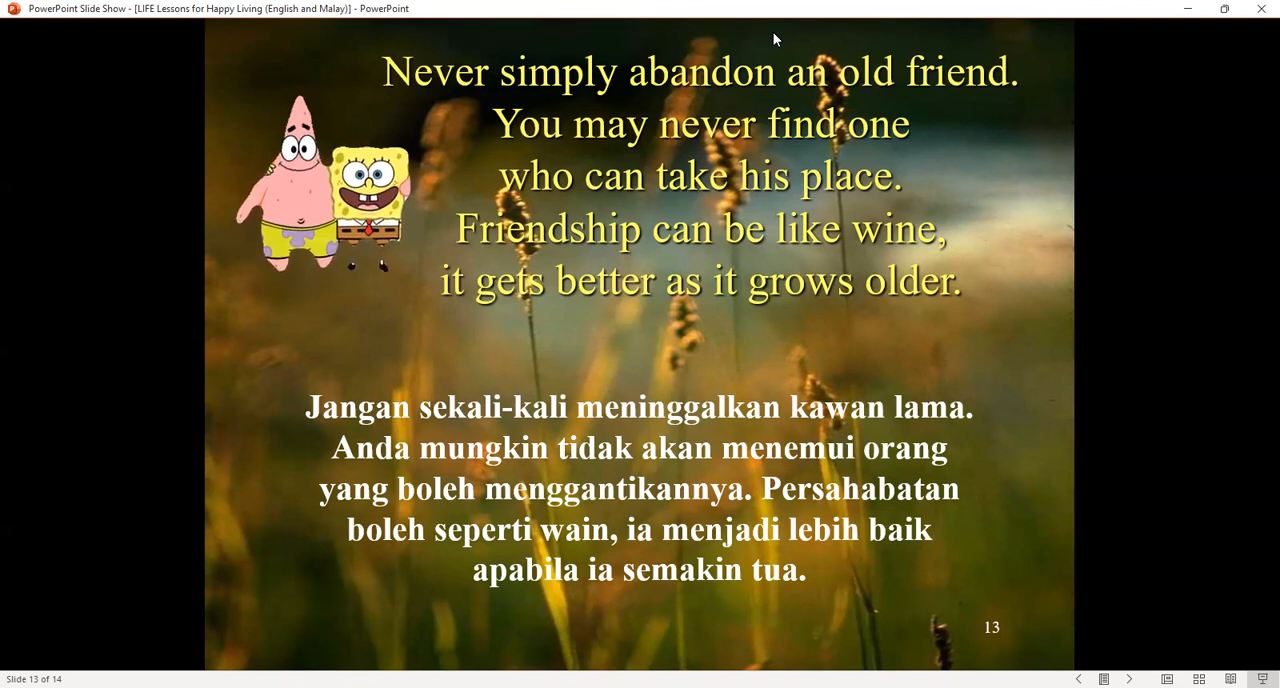 PowerPoint Slide Show - [LIFE Lessons for Happy Living (English and Malay)] - PowerPoint
Never simply abandon an old friend.
You may never find one
who can take his place.
Friendship can be like wine,
it gets better as it grows older.
Jangan sekali-kali meninggalkan kawan lama.
Anda mungkin tidak akan menemui orang
yang boleh menggantikannya. Persahabatan
boleh seperti wain, ia menjadi lebih baik
apabila ia semakin tua.
13
Slide 13 of 14